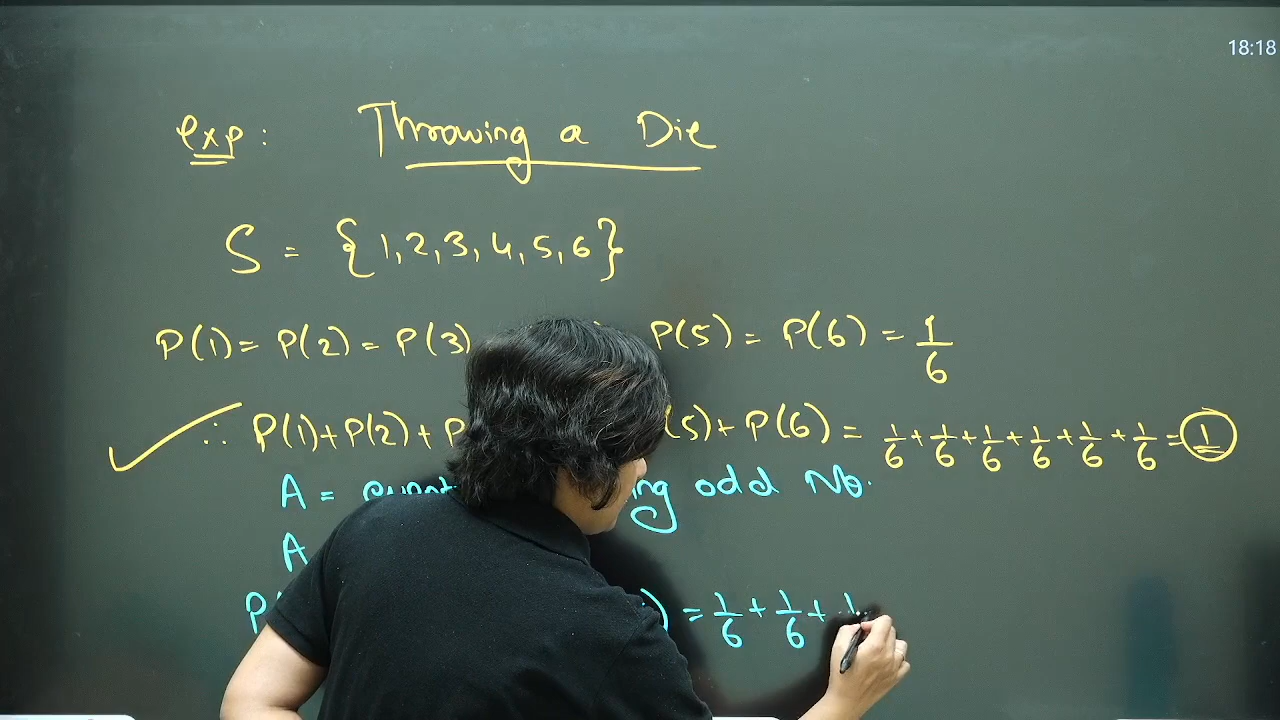 18:18
exp: Throwing a Die
S = {1,2,3,4,5,6}
P(1) = P(2) = P(3) P(5) = P(6) = 1/6
∴ P(1)+P(2)+P (5)+P(6) = 1/6+1/6+1/6+1/6+1/6+1/6=1
A = odd No.
A
P ) = 1/6+1/6+1